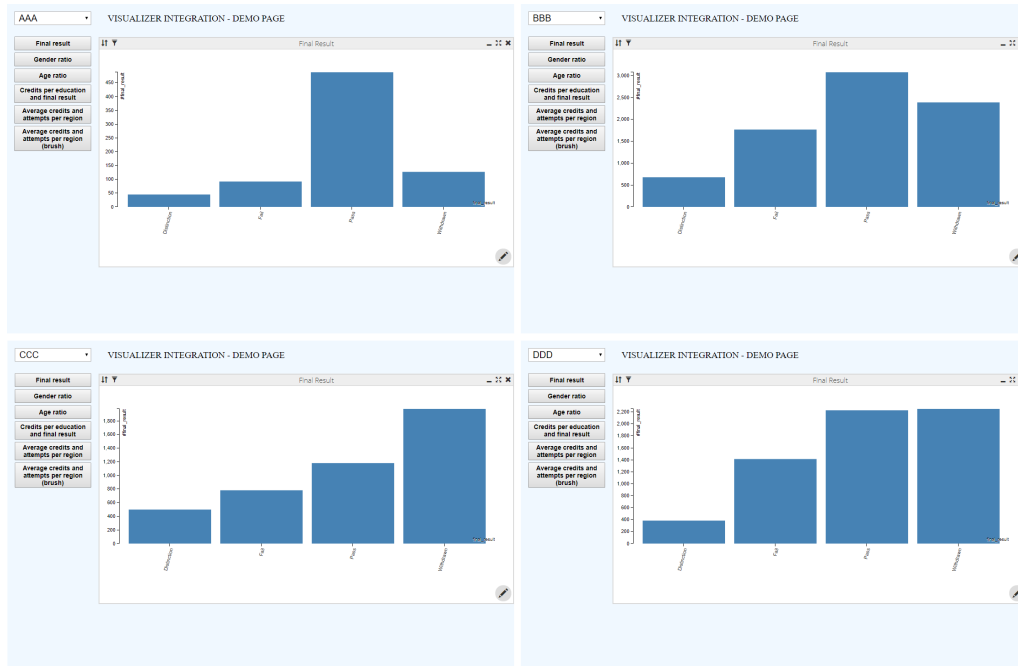 AAA
VISUALIZER INTEGRATION - DEMO PAGE
Final result
Gender ratio
Age ratio
Credits per education
and final result
Average credits and
attempts per region
Average credits and
attempts per region
(brush)
Final Result
#final_result
450
400
350
300
250
200
150
100
50
0
Distinction
Fail
Pass
Withdrawn
BBB
VISUALIZER INTEGRATION - DEMO PAGE
Final result
Gender ratio
Age ratio
Credits per education
and final result
Average credits and
attempts per region
Average credits and
attempts per region
(brush)
Final Result
#final_result
3.000
2.500
2.000
1.500
1.000
500
0
Distinction
Fail
Pass
Withdrawn
CCC
VISUALIZER INTEGRATION - DEMO PAGE
Final result
Gender ratio
Age ratio
Credits per education
and final result
Average credits and
attempts per region
Average credits and
attempts per region
(brush)
Final Result
#final_result
1.800
1.600
1.400
1.200
1.000
800
600
400
200
0
Distinction
Fail
Pass
Withdrawn
DDD
VISUALIZER INTEGRATION - DEMO PAGE
Final result
Gender ratio
Age ratio
Credits per education
and final result
Average credits and
attempts per region
Average credits and
attempts per region
(brush)
Final Result
#final_result
2.200
2.000
1.800
1.600
1.400
1.200
1.000
800
600
400
200
0
Distinction
Fail
Pass
Withdrawn